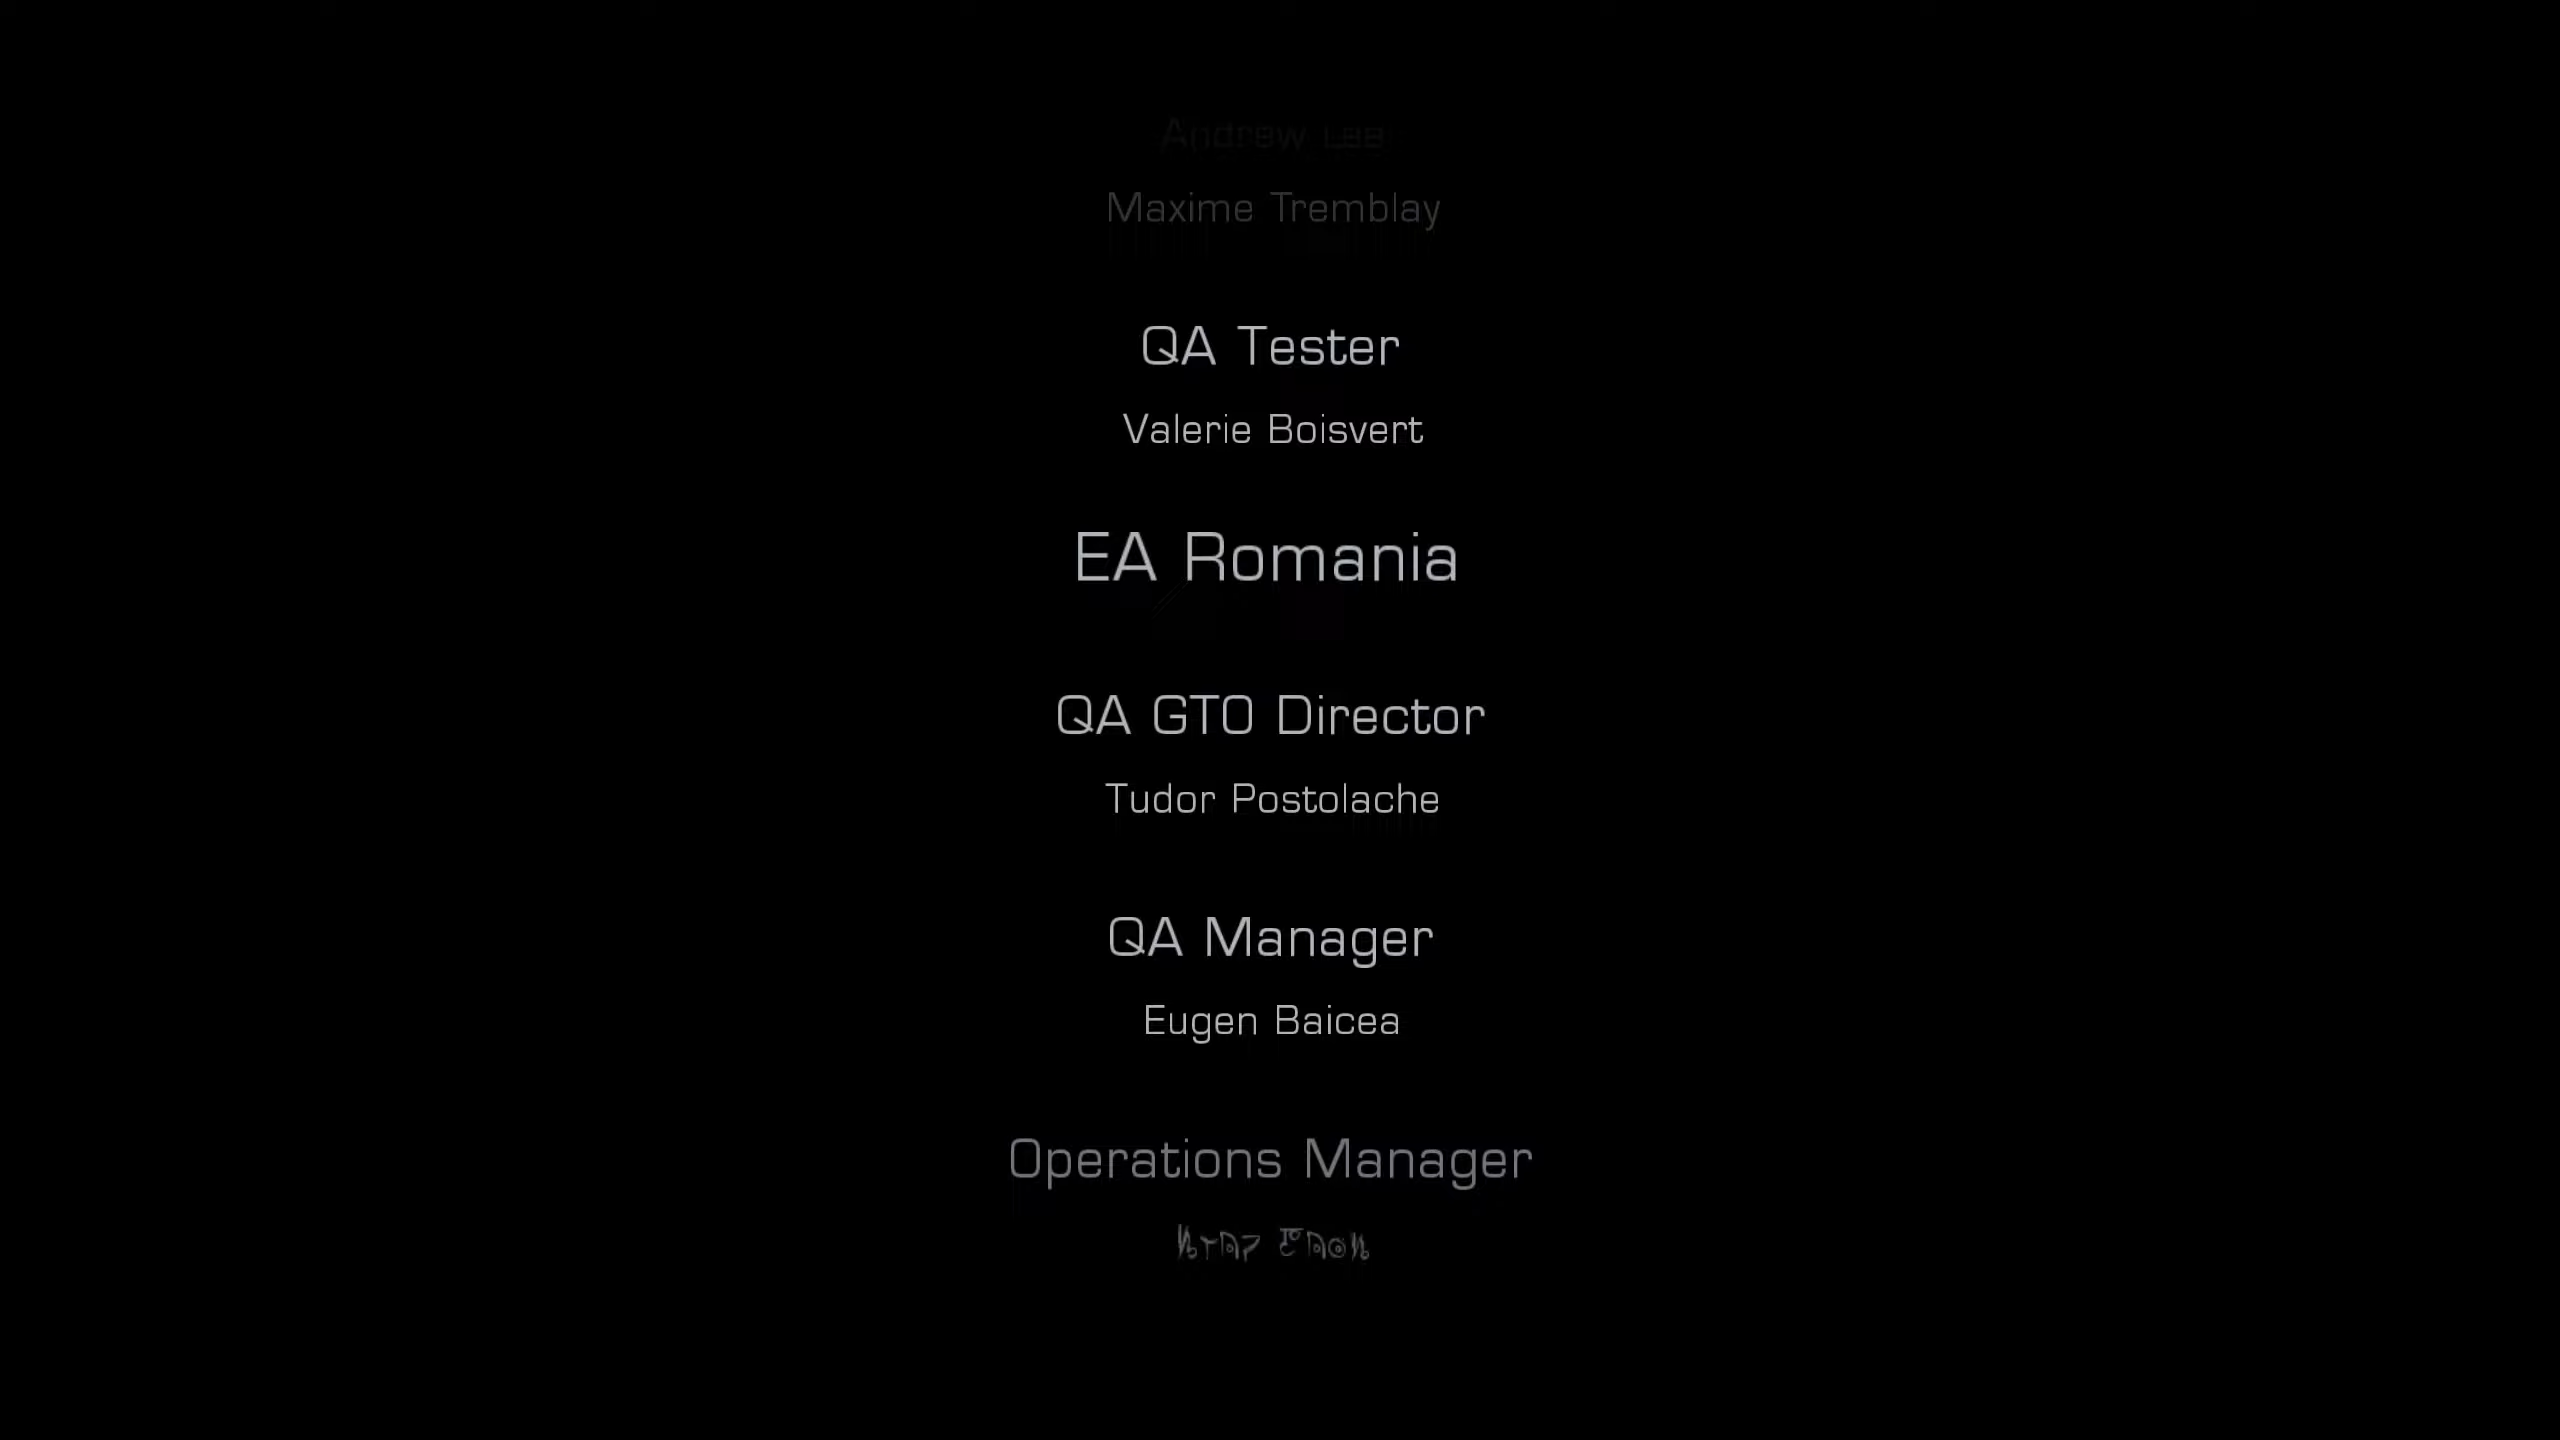 Andrew Lee
Maxime Tremblay
QA Tester
Valerie Boisvert
EA Romania
QA GTO Director
Tudor Postolache
QA Manager
Eugen Baicea
Operations Manager